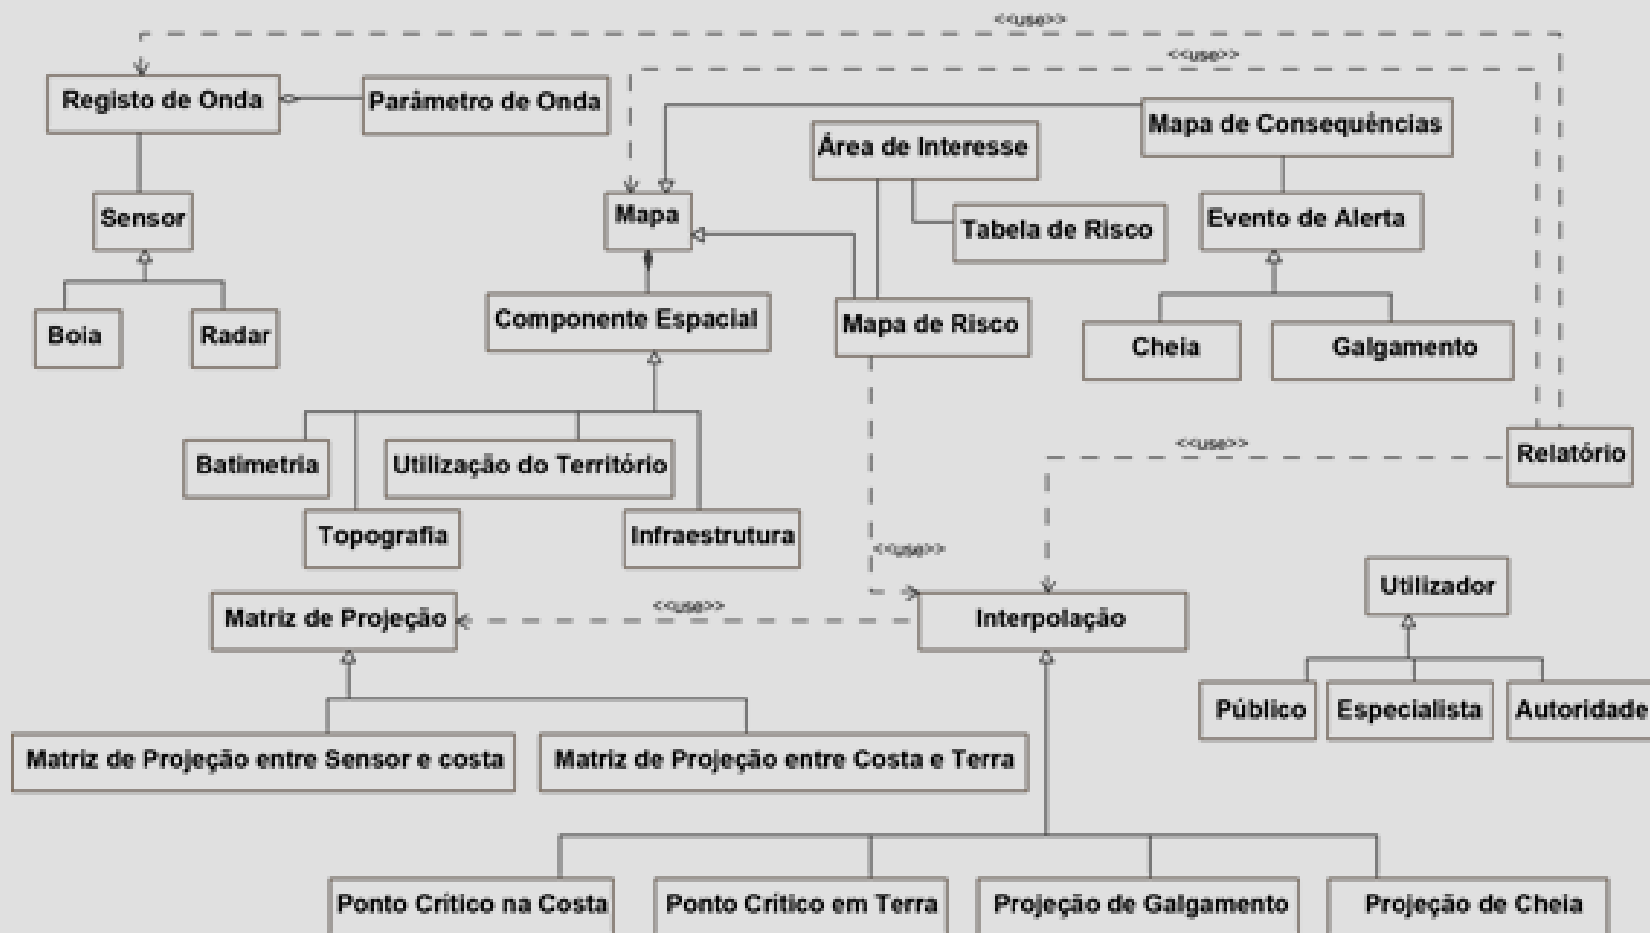 <<use>>
<<use>>
Registo de Onda
Parâmetro de Onda
Mapa de Consequências
Área de Interesse
Sensor
Mapa
Tabela de Risco
Evento de Alerta
Boia
Radar
Componente Espacial
Mapa de Risco
Cheia
Galgamento
<<use>>
Relatório
Batimetria
Utilização do Território
Topografia
Infraestrutura
<<use>>
Utilizador
Matriz de Projeção
<<use>>
Interpolação
Público
Especialista
Autoridade
Matriz de Projeção entre Sensor e costa
Matriz de Projeção entre Costa e Terra
Ponto Crítico na Costa
Ponto Crítico em Terra
Projeção de Galgamento
Projeção de Cheia